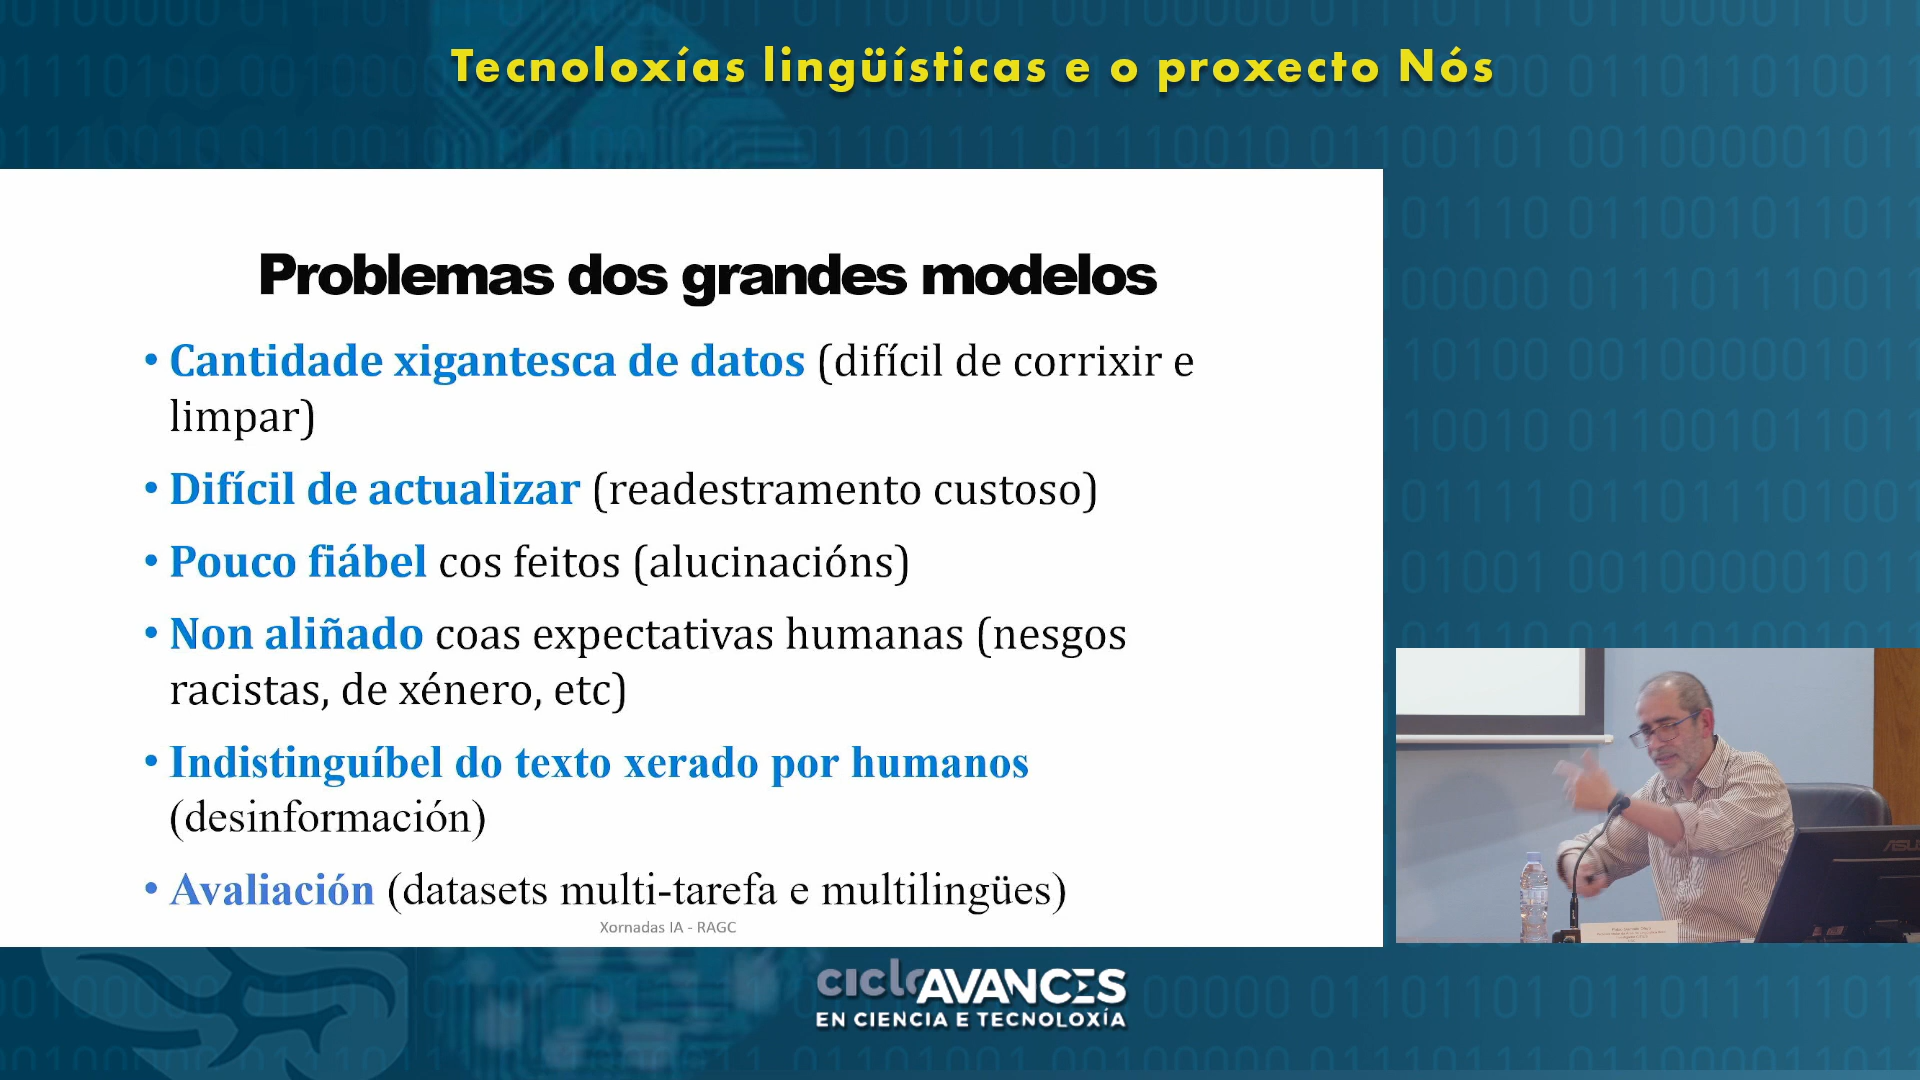 Tecnoloxías lingüísticas e o proxecto Nós
Problemas dos grandes modelos
• Cantidade xigantesca de datos (difícil de corrixir e
limpar)
• Difícil de actualizar (readestramento custoso)
• Pouco fiábel cos feitos (alucinacións)
• Non aliñado coas expectativas humanas (nesgos
racistas, de xénero, etc)
• Indistinguíbel do texto xerado por humanos
(desinformación)
• Avaliación (datasets multi-tarefa e multilingües)
Xornadas IA - RAGC
ASUS
cicloAVANCES
EN CIENCIA E TECNOLOXÍA